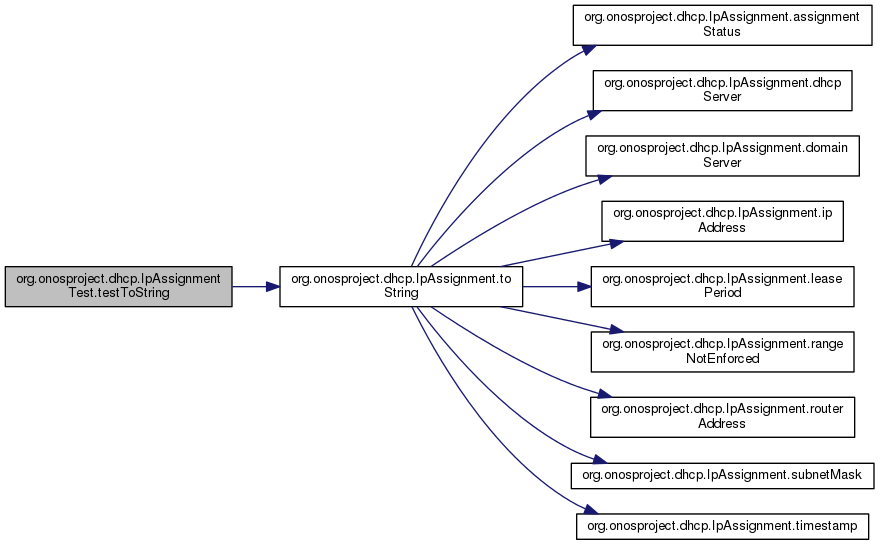 org.onosproject.dhcp.IpAssignment
Test.testToString
org.onosproject.dhcp.IpAssignment.to
String
org.onosproject.dhcp.IpAssignment.assignment
Status
org.onosproject.dhcp.IpAssignment.dhcp
Server
org.onosproject.dhcp.IpAssignment.domain
Server
org.onosproject.dhcp.IpAssignment.ip
Address
org.onosproject.dhcp.IpAssignment.lease
Period
org.onosproject.dhcp.IpAssignment.range
NotEnforced
org.onosproject.dhcp.IpAssignment.router
Address
org.onosproject.dhcp.IpAssignment.subnetMask
org.onosproject.dhcp.IpAssignment.timestamp